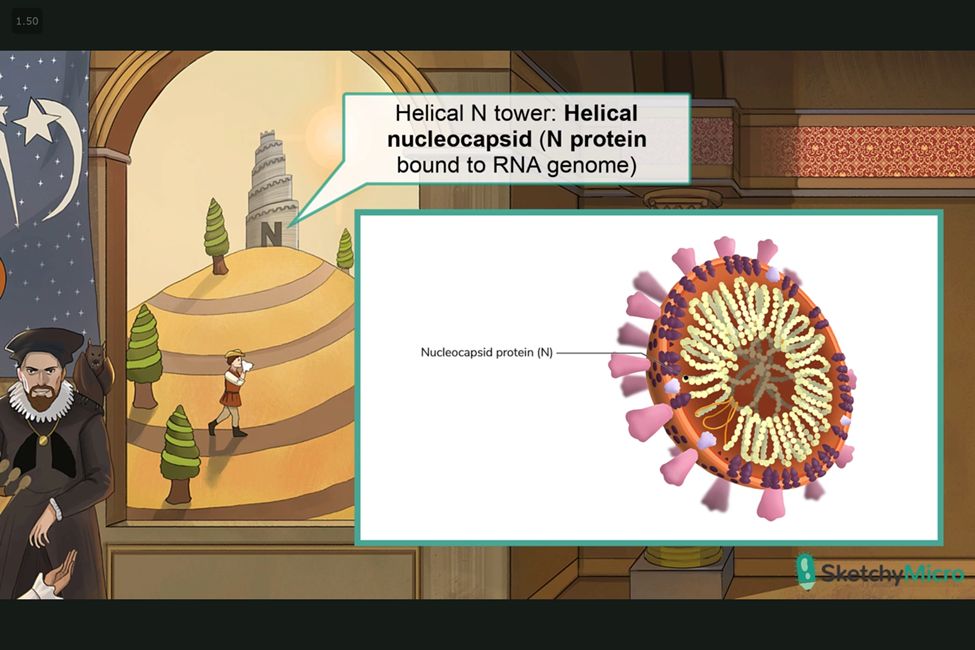 1.50
Helical N tower: Helical
nucleocapsid (N protein
bound to RNA genome)
N
Nucleocapsid protein (N)
SketchyMicro